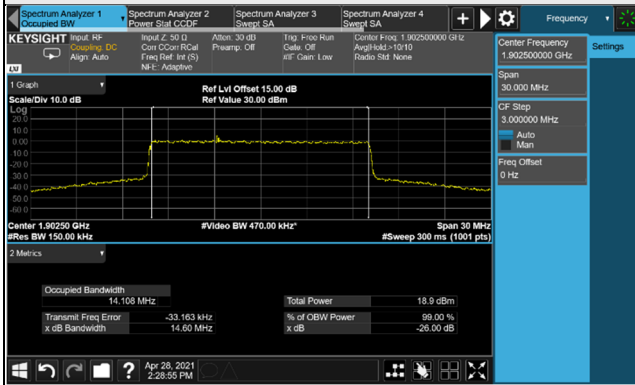 Spectrum Analyzer 1
Occupied BW
Spectrum Analyzer 2
Power Stat CCDF
Spectrum Analyzer 3
Swept SA
Spectrum Analyzer 4
Swept SA
Frequency
KEYSIGHT
Input: RF
Coupling: DC
Align: Auto
Input Z: 50 Ω
Corr CCorr RCal
Freq Ref: Int (S)
NFE: Adaptive
Atten: 30 dB
Preamp: Off
Trig: Free Run
Gate: Off
#IF Gain: Low
Center Freq: 1.902500000 GHz
Avg|Hold:>10/10
Radio Std: None
LXI
1 Graph
Scale/Div 10.0 dB
Ref Lvl Offset 15.00 dB
Ref Value 30.00 dBm
Log
20.0
10.0
0.00
-10.0
-20.0
-30.0
-40.0
-50.0
-60.0
Center 1.90250 GHz
#Res BW 150.00 kHz
#Video BW 470.00 kHz*
Span 30 MHz
#Sweep 300 ms (1001 pts)
2 Metrics
Occupied Bandwidth
14.108 MHz
Transmit Freq Error -33.163 kHz
x dB Bandwidth 14.60 MHz
Total Power 18.9 dBm
% of OBW Power 99.00 %
x dB -26.00 dB
Center Frequency
1.902500000 GHz
Settings
Span
30.000 MHz
CF Step
3.000000 MHz
Auto
Man
Freq Offset
0 Hz
?
Apr 28, 2021
2:28:55 PM